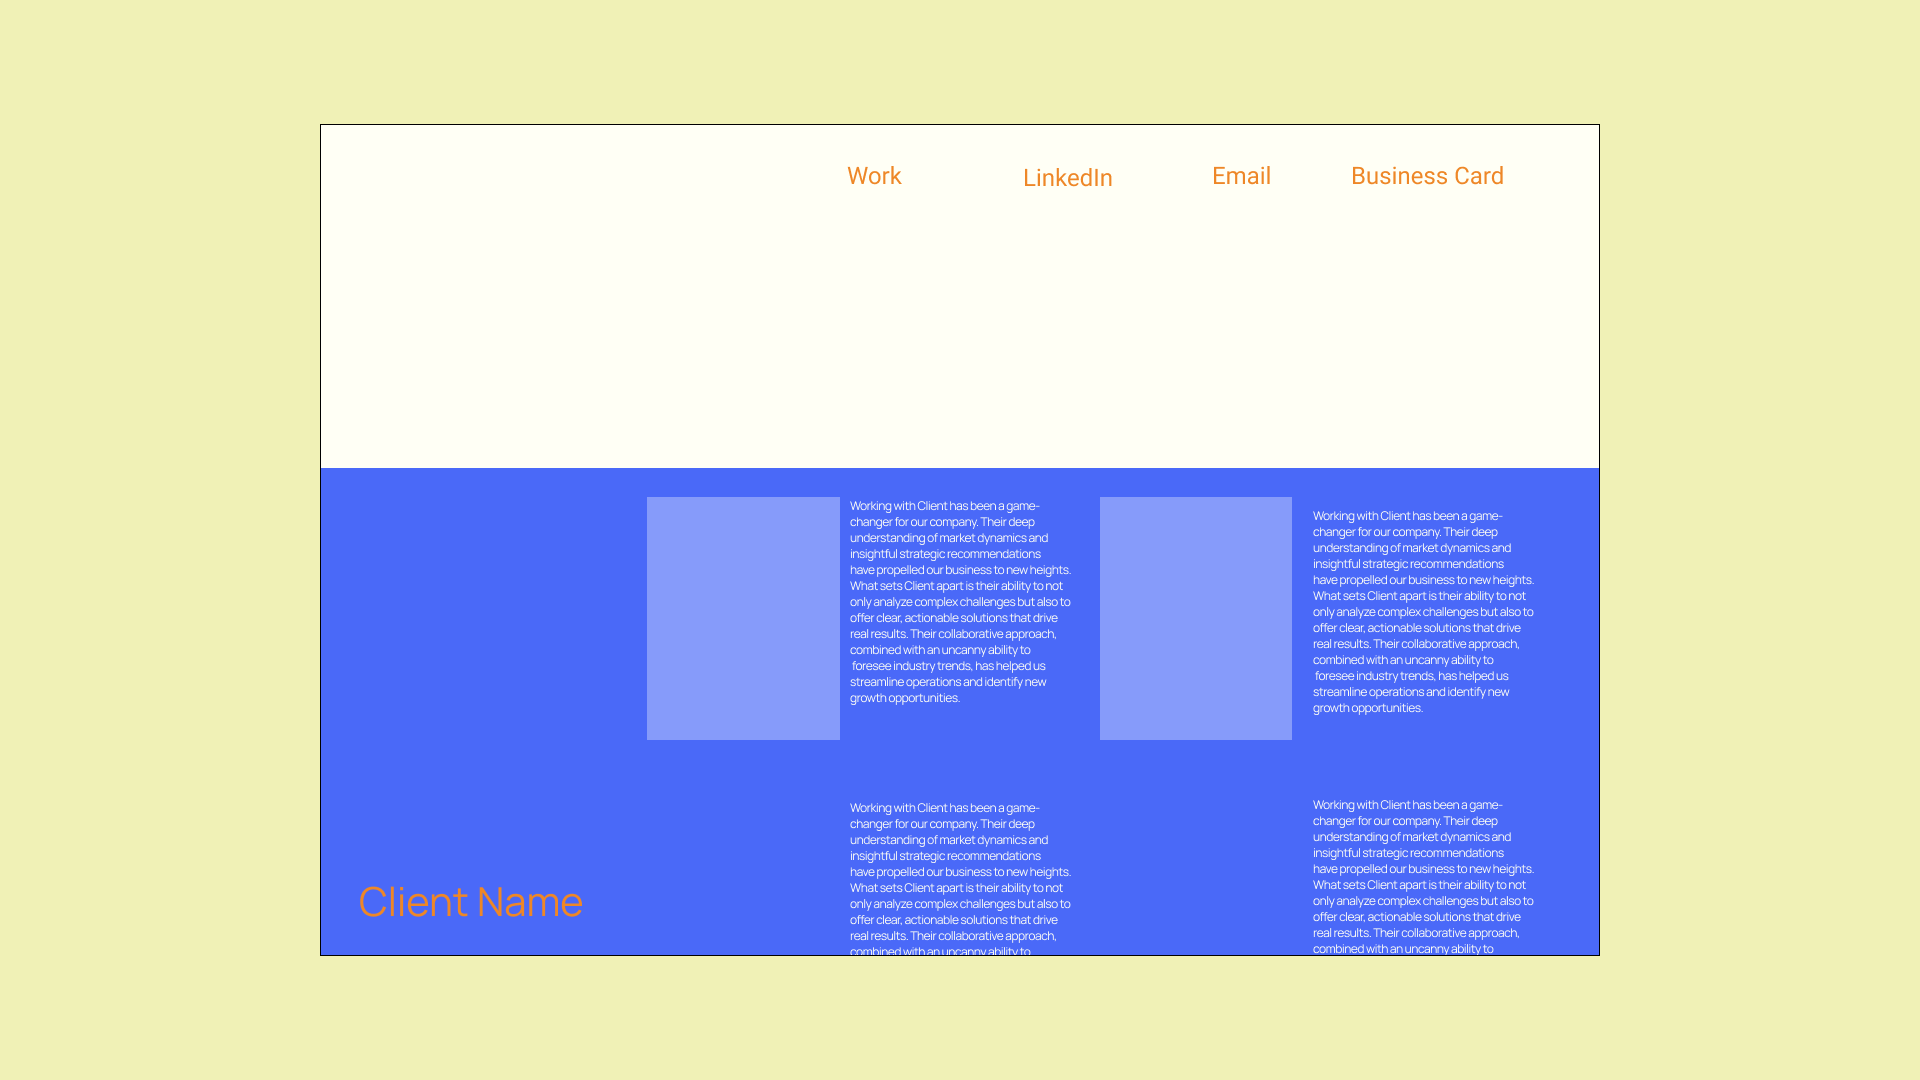 Work
LinkedIn
Email
Business Card
Working with Client has been a game-
changer for our company. Their deep
understanding of market dynamics and
insightful strategic recommendations
have propelled our business to new heights.
What sets Client apart is their ability to not
only analyze complex challenges but also to
offer clear, actionable solutions that drive
real results. Their collaborative approach,
combined with an uncanny ability to
foresee industry trends, has helped us
streamline operations and identify new
growth opportunities.
Working with Client has been a game-
changer for our company. Their deep
understanding of market dynamics and
insightful strategic recommendations
have propelled our business to new heights.
What sets Client apart is their ability to not
only analyze complex challenges but also to
offer clear, actionable solutions that drive
real results. Their collaborative approach,
combined with an uncanny ability to
foresee industry trends, has helped us
streamline operations and identify new
growth opportunities.
Client Name
Working with Client has been a game-
changer for our company. Their deep
understanding of market dynamics and
insightful strategic recommendations
have propelled our business to new heights.
What sets Client apart is their ability to not
only analyze complex challenges but also to
offer clear, actionable solutions that drive
real results. Their collaborative approach,
combined with an uncanny ability to
Working with Client has been a game-
changer for our company. Their deep
understanding of market dynamics and
insightful strategic recommendations
have propelled our business to new heights.
What sets Client apart is their ability to not
only analyze complex challenges but also to
offer clear, actionable solutions that drive
real results. Their collaborative approach,
combined with an uncanny ability to